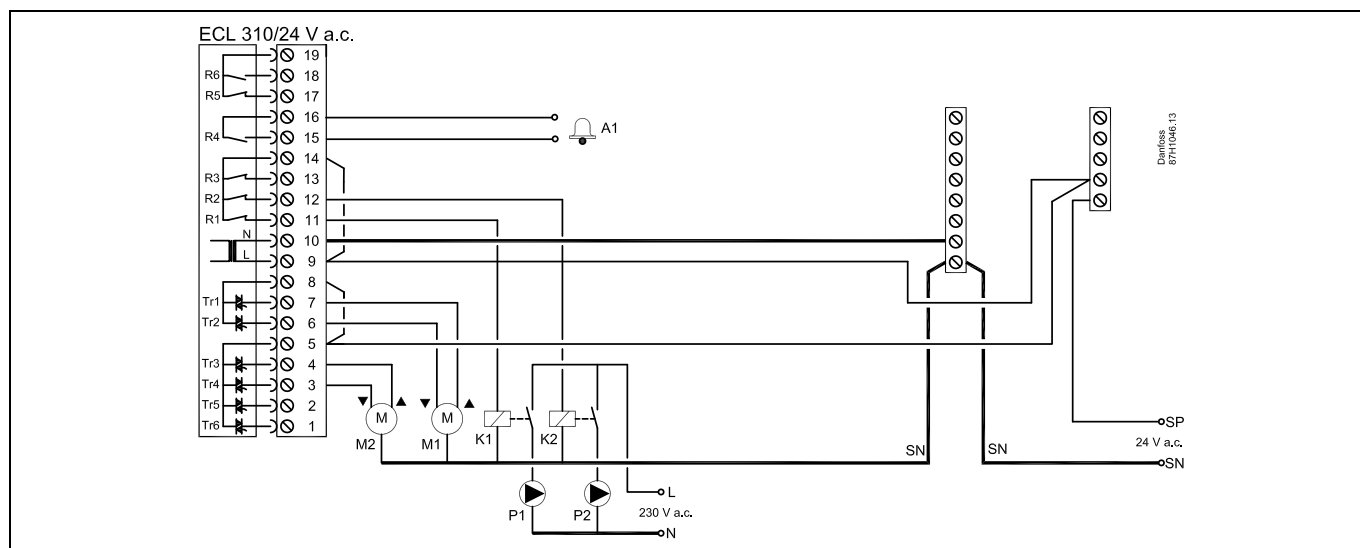 ECL 310/24 V a.c.
19
R6 18
R5 17
16
A1
R4 15
14
R3 13
R2 12
R1 11
N 10
L 9
8
Tr1 7
Tr2 6
5
Tr3 4
Tr4 3
Tr5 2
Tr6 1
Danfoss
87H1046.13
M M
M2 M1 K1 K2
SN SN
SP
24 V a.c.
SN
P1 P2
L
230 V a.c.
N